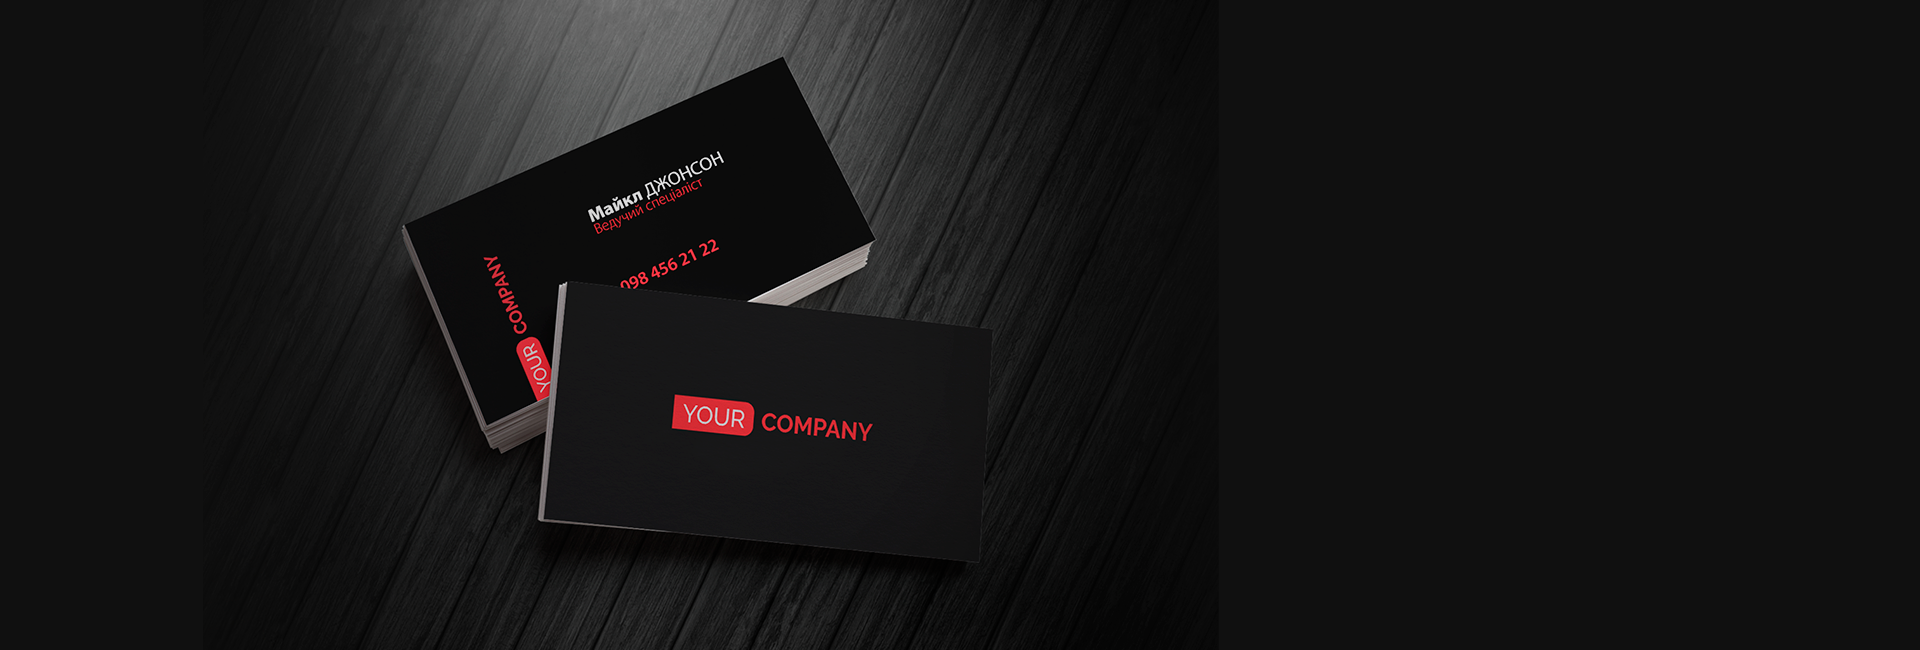 Майкл ДЖОНСОН
Ведучий спеціаліст
098 456 21 22
YOUR COMPANY
YOUR COMPANY